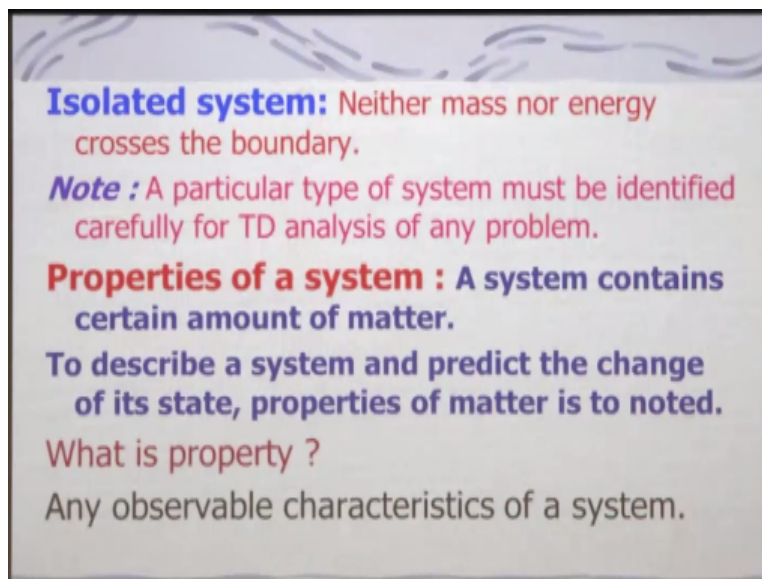 Isolated system: Neither mass nor energy
crosses the boundary.
Note : A particular type of system must be identified
carefully for TD analysis of any problem.
Properties of a system : A system contains
certain amount of matter.
To describe a system and predict the change
of its state, properties of matter is to noted.
What is property ?
Any observable characteristics of a system.